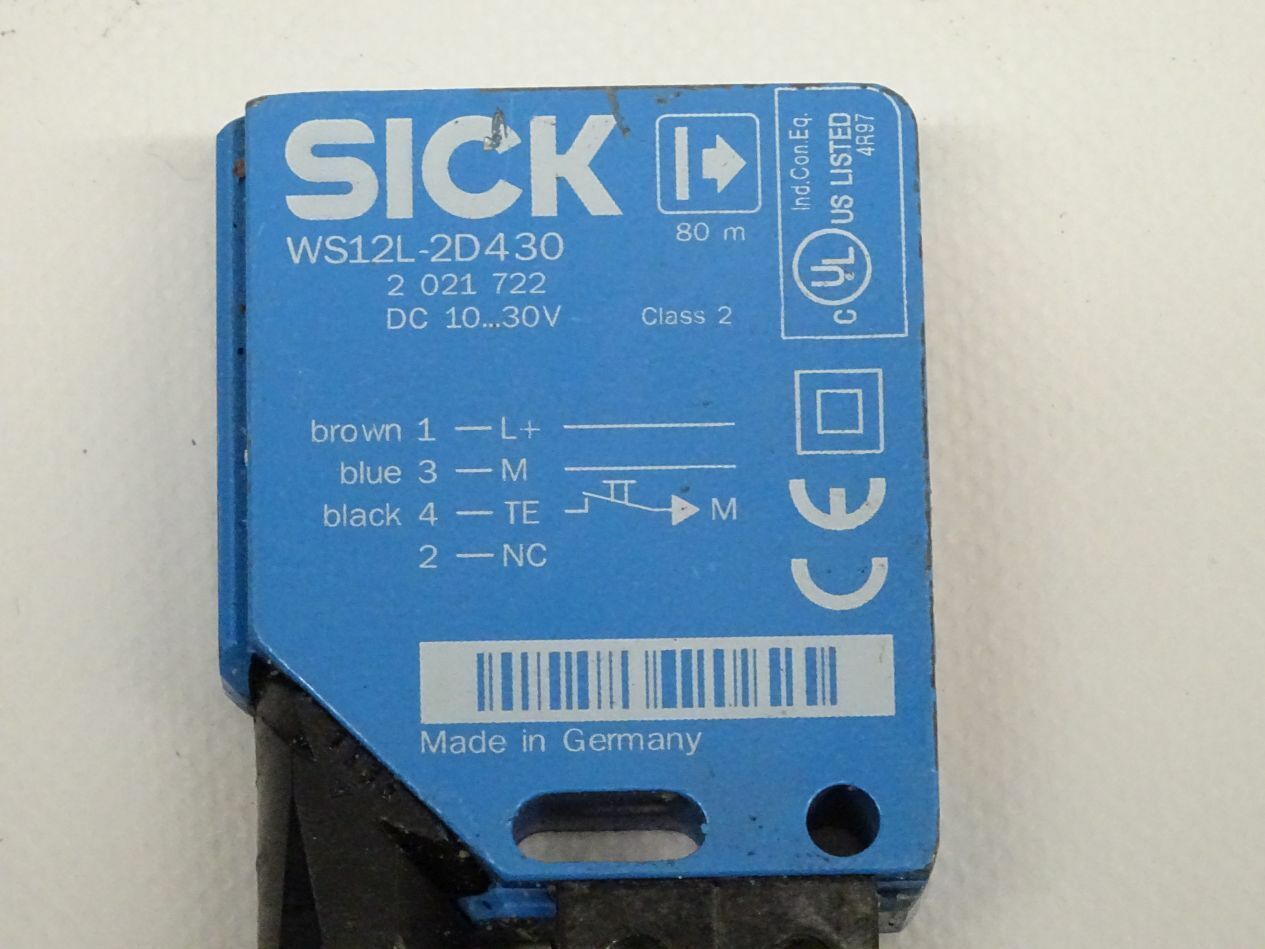 SICK
80 m
WS12L-2D430
2 021 722
DC 10...30V
Class 2
Ind.Con.Eq.
C UL US LISTED
4R97
brown 1 — L+
blue 3 — M
black 4 — TE M
2 — NC
CE
Made in Germany